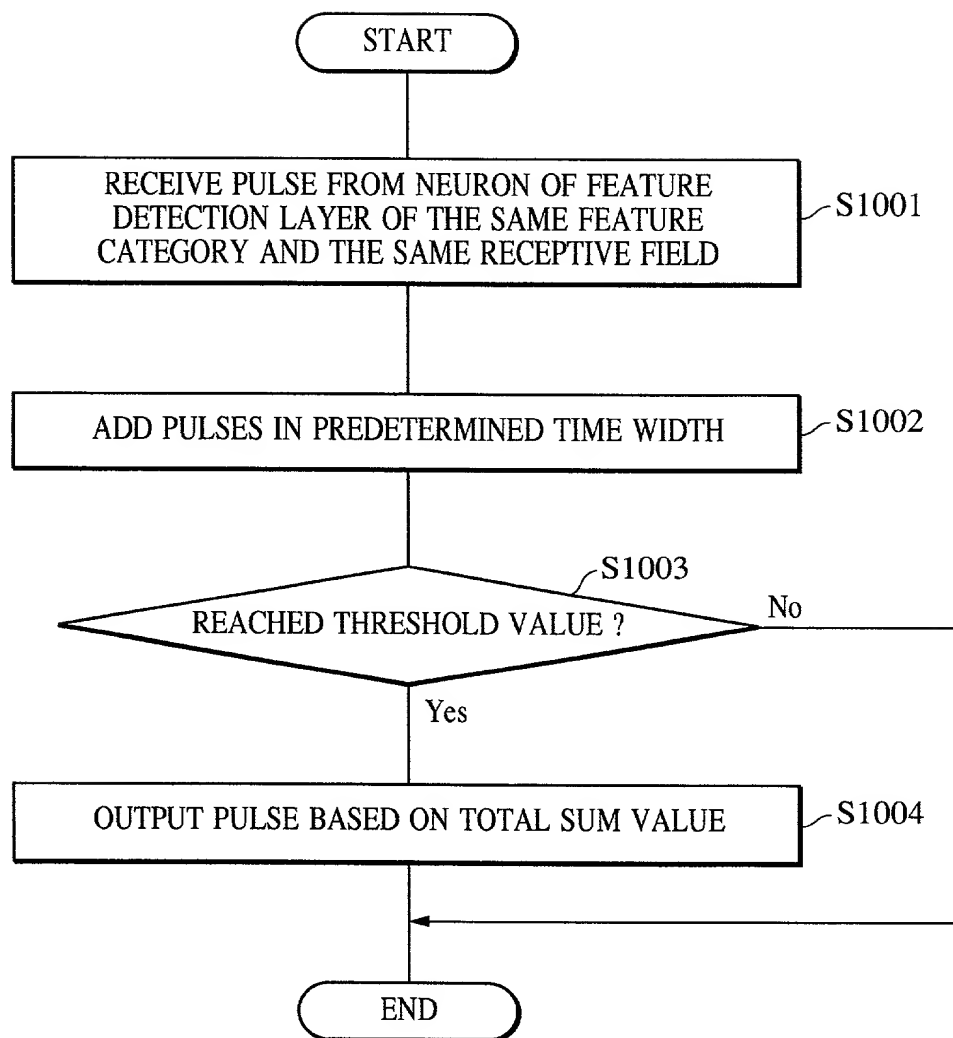 START
RECEIVE PULSE FROM NEURON OF FEATURE
DETECTION LAYER OF THE SAME FEATURE
CATEGORY AND THE SAME RECEPTIVE FIELD
S1001
ADD PULSES IN PREDETERMINED TIME WIDTH
S1002
S1003
REACHED THRESHOLD VALUE ?
No
Yes
OUTPUT PULSE BASED ON TOTAL SUM VALUE
S1004
END